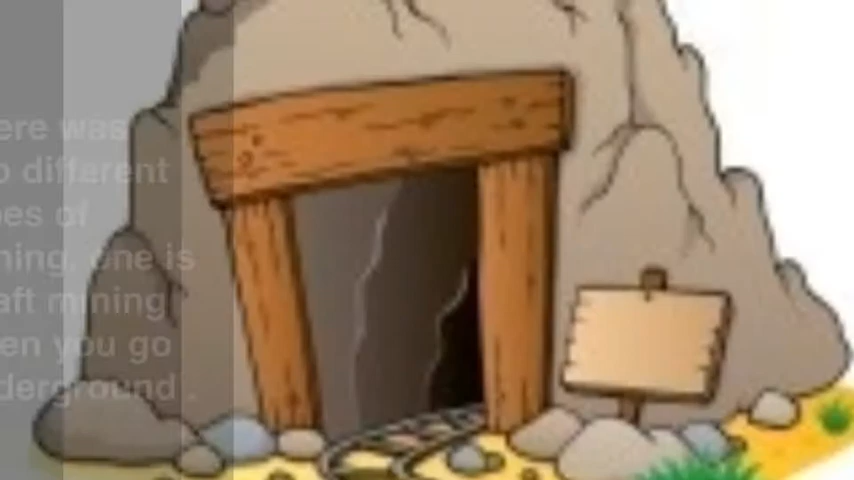 ere was
o different
pes of
ning, one is
aft mining
en you go
derground .